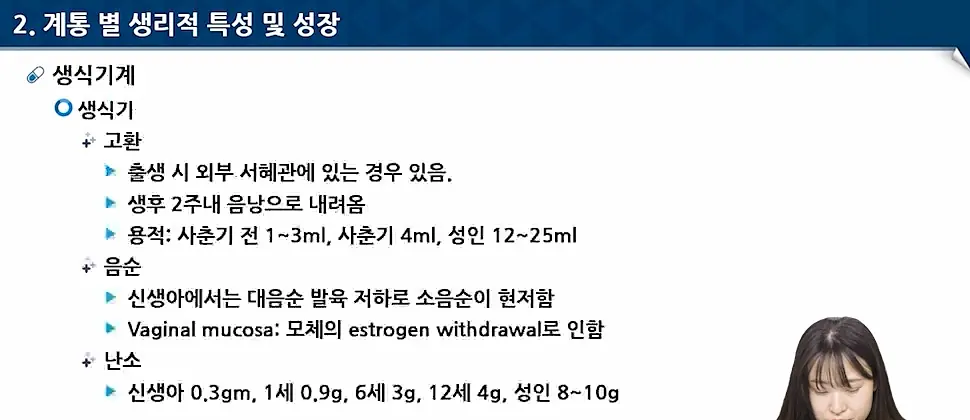 2. 계통 별 생리적 특성 및 성장
생식기계
생식기
고환
출생 시 외부 서혜관에 있는 경우 있음.
생후 2주내 음낭으로 내려옴
용적: 사춘기 전 1~3ml, 사춘기 4ml, 성인 12~25ml
음순
신생아에서는 대음순 발육 저하로 소음순이 현저함
Vaginal mucosa: 모체의 estrogen withdrawal로 인함
난소
신생아 0.3gm, 1세 0.9g, 6세 3g, 12세 4g, 성인 8~10g